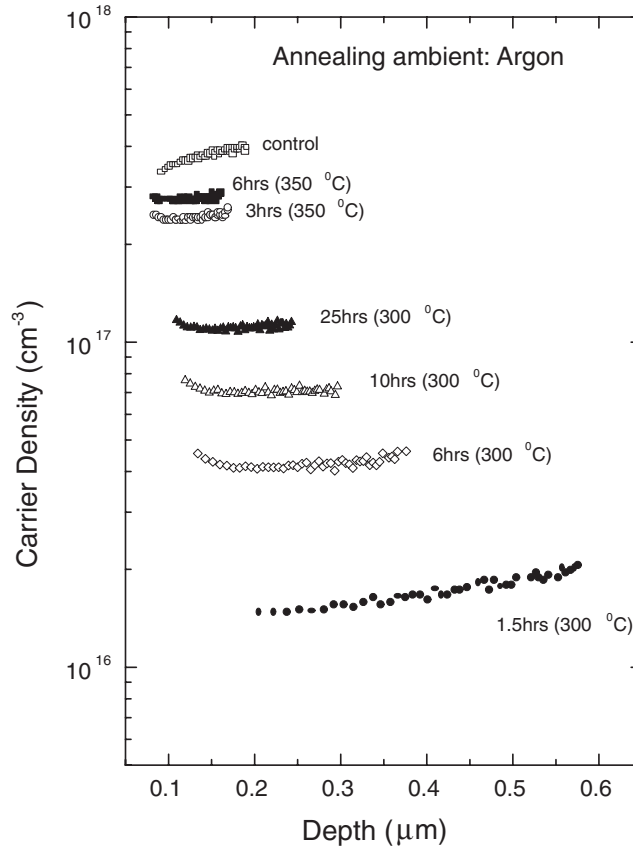 10^18
Annealing ambient: Argon
control
6hrs (350 ^0C)
3hrs (350 ^0C)
10^17
25hrs (300 ^0C)
10hrs (300 ^0C)
6hrs (300 ^0C)
1.5hrs (300 ^0C)
10^16
Carrier Density (cm^-3)
0.1 0.2 0.3 0.4 0.5 0.6
Depth (μm)